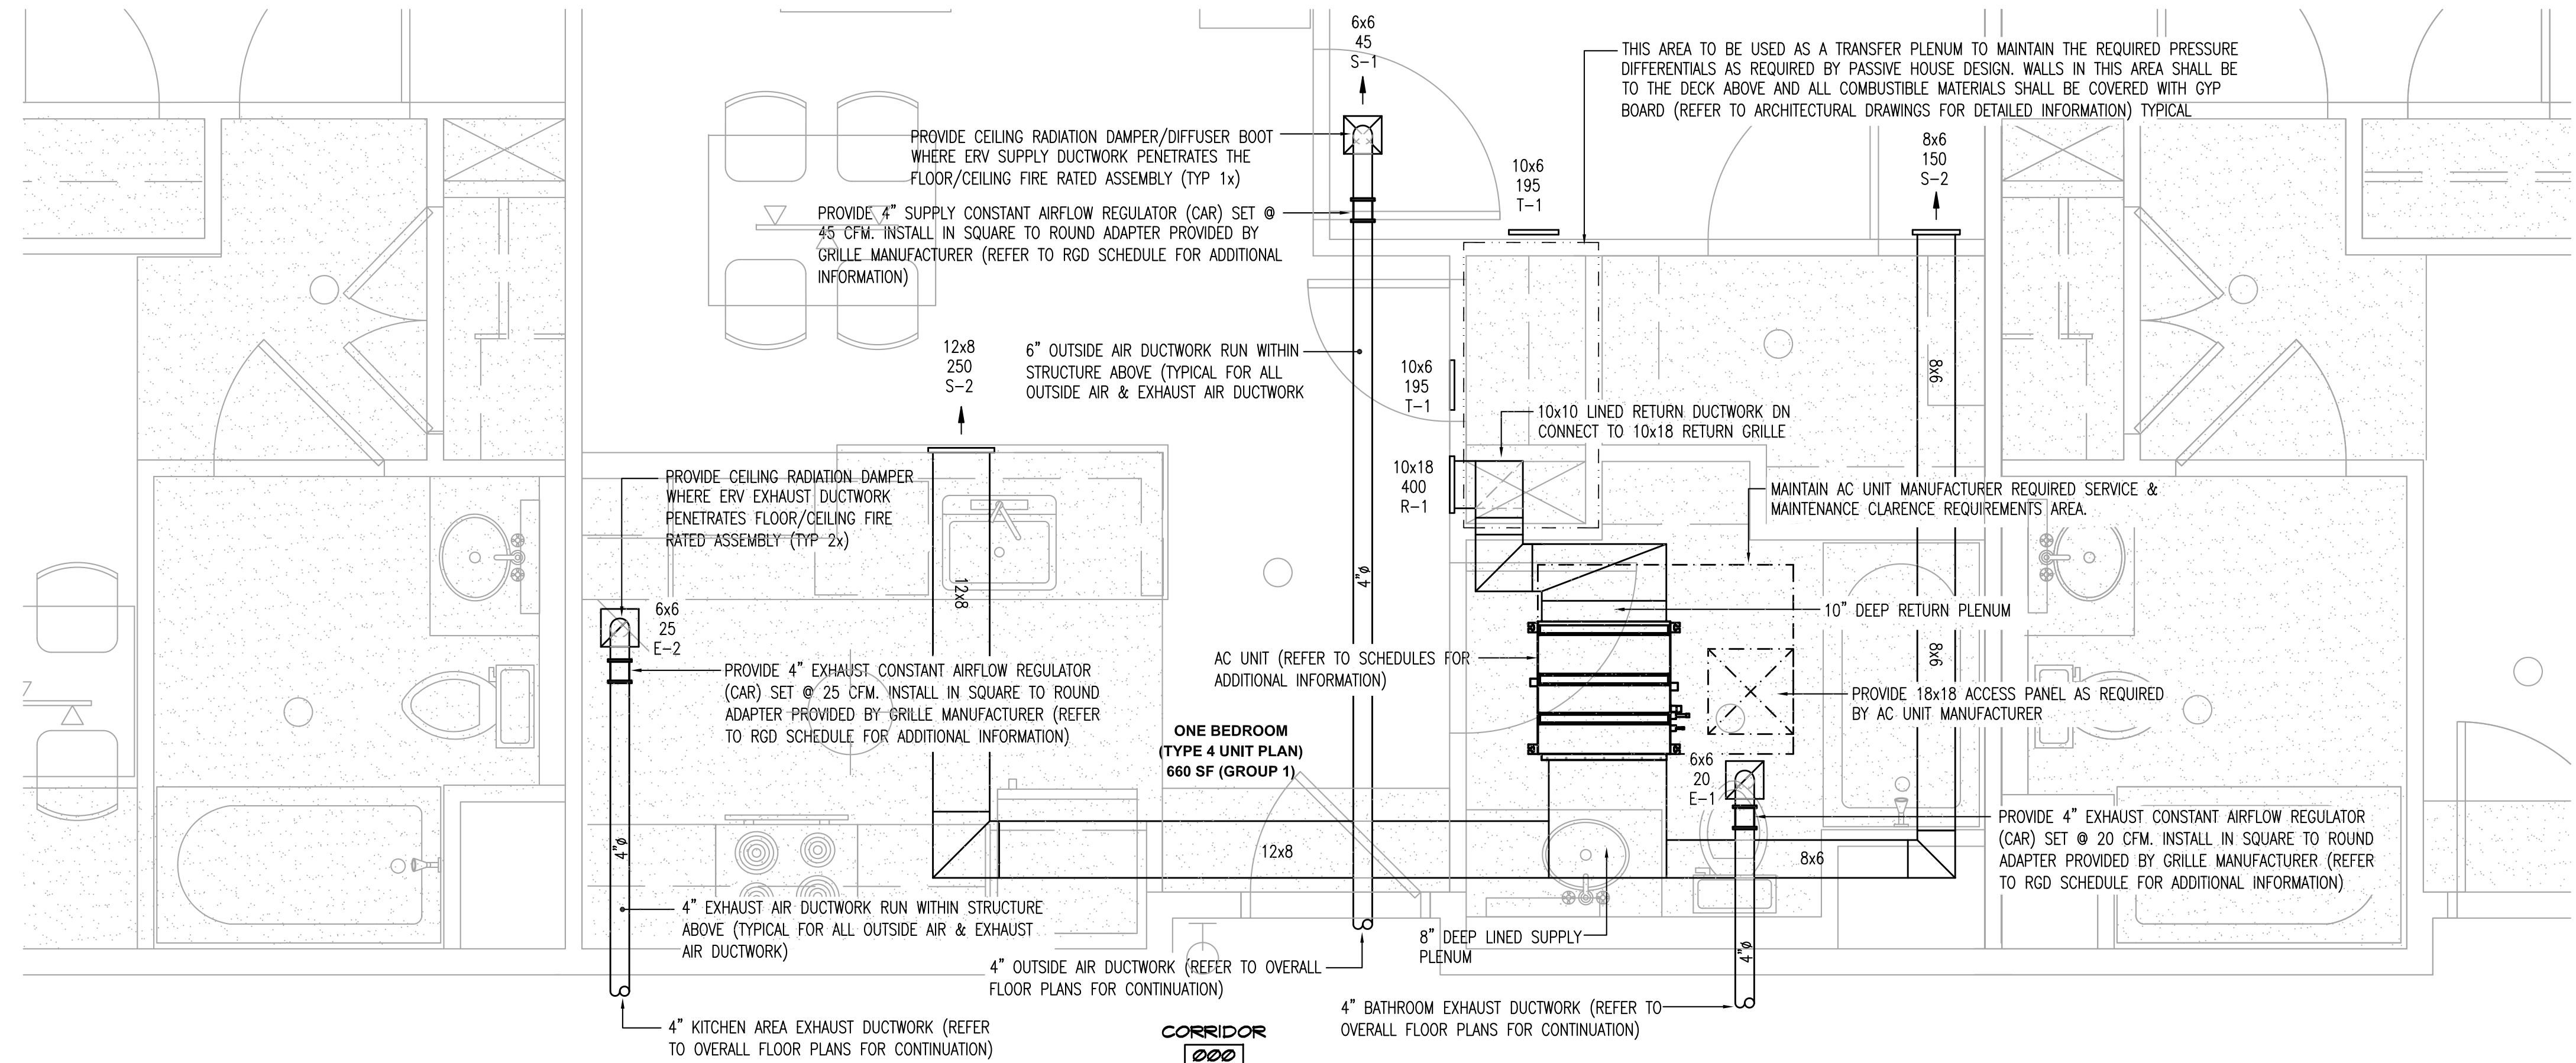 6x6
45
S-1
THIS AREA TO BE USED AS A TRANSFER PLENUM TO MAINTAIN THE REQUIRED PRESSURE
DIFFERENTIALS AS REQUIRED BY PASSIVE HOUSE DESIGN. WALLS IN THIS AREA SHALL BE
TO THE DECK ABOVE AND ALL COMBUSTIBLE MATERIALS SHALL BE COVERED WITH GYP
BOARD (REFER TO ARCHITECTURAL DRAWINGS FOR DETAILED INFORMATION) TYPICAL
PROVIDE CEILING RADIATION DAMPER/DIFFUSER BOOT
WHERE ERV SUPPLY DUCTWORK PENETRATES THE
FLOOR/CEILING FIRE RATED ASSEMBLY (TYP 1x)
10x6
195
T-1
8x6
150
S-2
PROVIDE 4" SUPPLY CONSTANT AIRFLOW REGULATOR (CAR) SET @
45 CFM. INSTALL IN SQUARE TO ROUND ADAPTER PROVIDED BY
GRILLE MANUFACTURER (REFER TO RGD SCHEDULE FOR ADDITIONAL
INFORMATION)
12x8
250
S-2
6" OUTSIDE AIR DUCTWORK RUN WITHIN
STRUCTURE ABOVE (TYPICAL FOR ALL
OUTSIDE AIR & EXHAUST AIR DUCTWORK
10x6
195
T-1
8x6
10x10 LINED RETURN DUCTWORK DN
CONNECT TO 10x18 RETURN GRILLE
10x18
400
R-1
PROVIDE CEILING RADIATION DAMPER
WHERE ERV EXHAUST DUCTWORK
PENETRATES FLOOR/CEILING FIRE
RATED ASSEMBLY (TYP 2x)
MAINTAIN AC UNIT MANUFACTURER REQUIRED SERVICE &
MAINTENANCE CLARENCE REQUIREMENTS AREA.
12x8
4"ø
6x6
25
E-2
10" DEEP RETURN PLENUM
8x6
PROVIDE 4" EXHAUST CONSTANT AIRFLOW REGULATOR
(CAR) SET @ 25 CFM. INSTALL IN SQUARE TO ROUND
ADAPTER PROVIDED BY GRILLE MANUFACTURER (REFER
TO RGD SCHEDULE FOR ADDITIONAL INFORMATION)
AC UNIT (REFER TO SCHEDULES FOR
ADDITIONAL INFORMATION)
PROVIDE 18x18 ACCESS PANEL AS REQUIRED
BY AC UNIT MANUFACTURER
ONE BEDROOM
(TYPE 4 UNIT PLAN)
660 SF (GROUP 1)
6x6
20
E-1
4"ø
12x8
8x6
PROVIDE 4" EXHAUST CONSTANT AIRFLOW REGULATOR
(CAR) SET @ 20 CFM. INSTALL IN SQUARE TO ROUND
ADAPTER PROVIDED BY GRILLE MANUFACTURER (REFER
TO RGD SCHEDULE FOR ADDITIONAL INFORMATION)
4" EXHAUST AIR DUCTWORK RUN WITHIN STRUCTURE
ABOVE (TYPICAL FOR ALL OUTSIDE AIR & EXHAUST
AIR DUCTWORK)
8" DEEP LINED SUPPLY
PLENUM
4"ø
4" OUTSIDE AIR DUCTWORK (REFER TO OVERALL
FLOOR PLANS FOR CONTINUATION)
4" BATHROOM EXHAUST DUCTWORK (REFER TO
OVERALL FLOOR PLANS FOR CONTINUATION)
4" KITCHEN AREA EXHAUST DUCTWORK (REFER
TO OVERALL FLOOR PLANS FOR CONTINUATION)
CORRIDOR
000